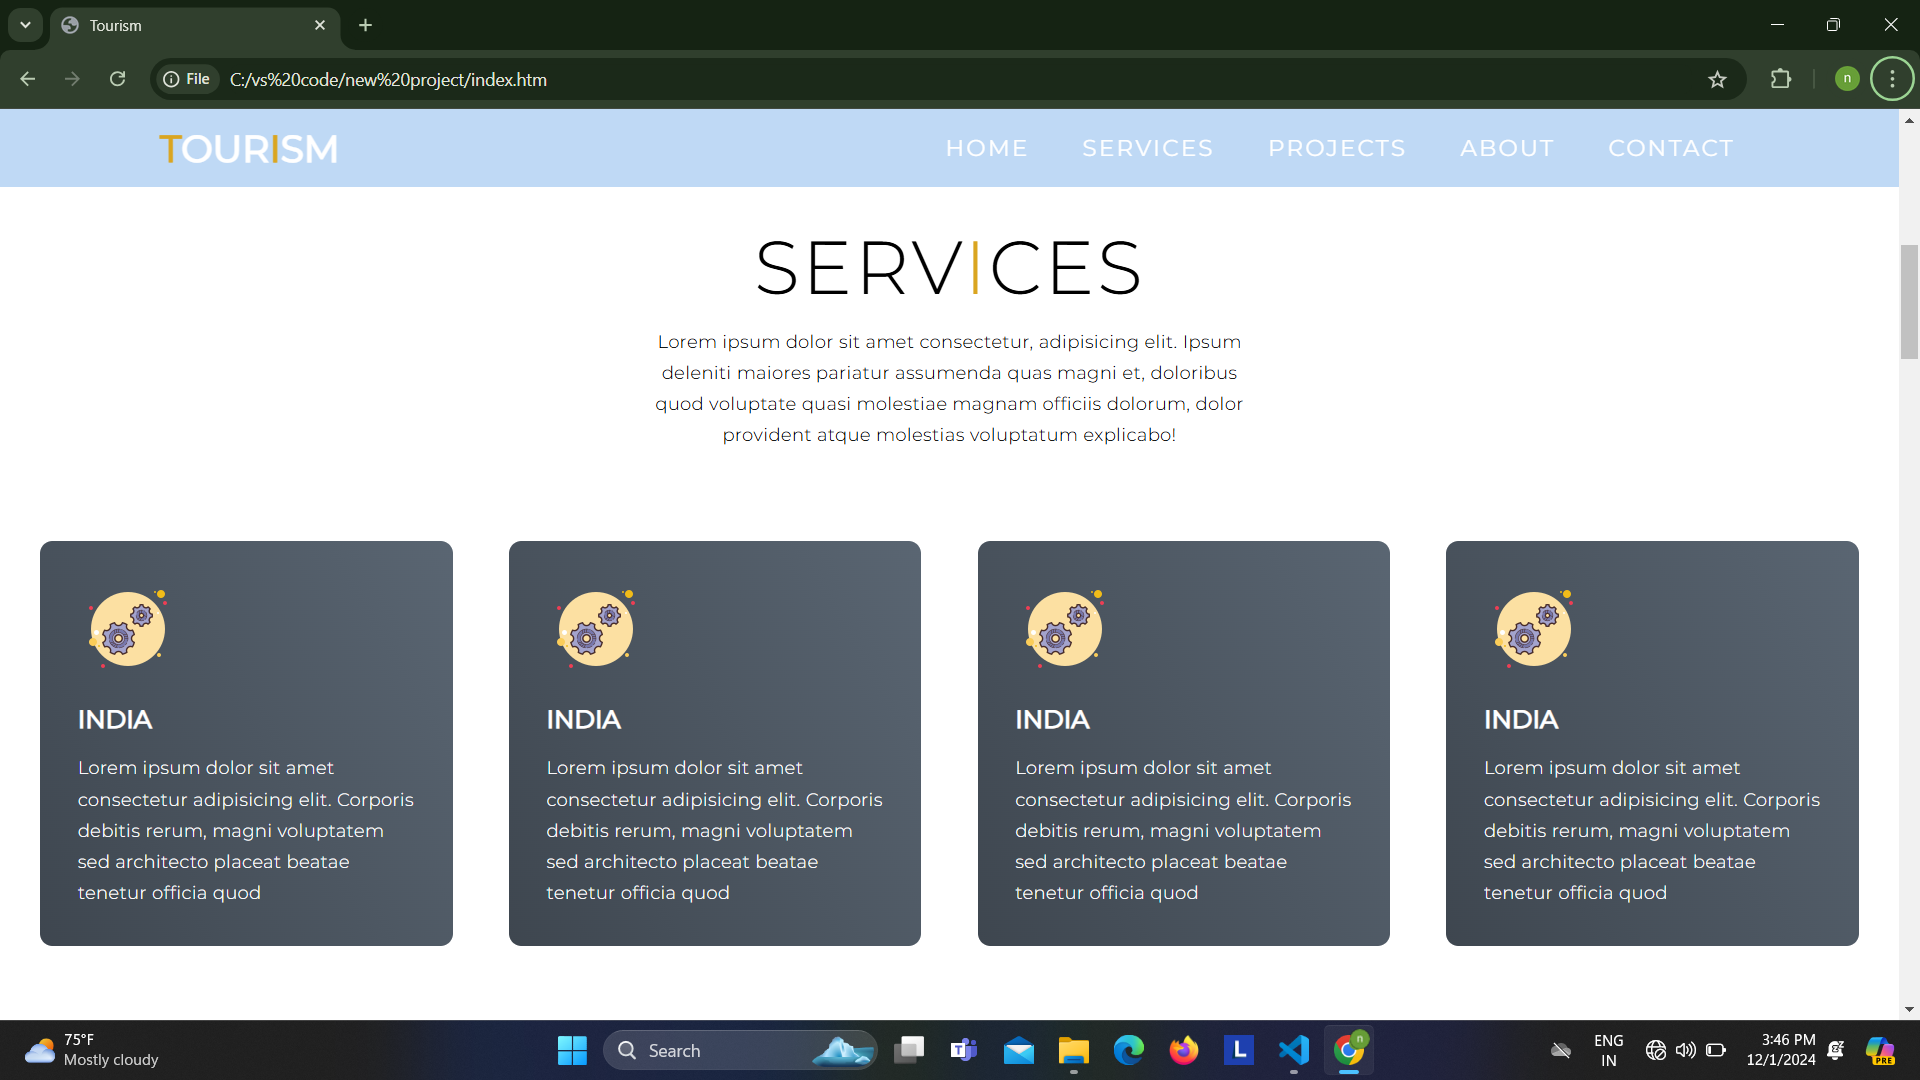 Tourism
File
C:/vs%20code/new%20project/index.htm
n
TOURISM
HOME
SERVICES
PROJECTS
ABOUT
CONTACT
SERVICES
Lorem ipsum dolor sit amet consectetur, adipisicing elit. Ipsum
deleniti maiores pariatur assumenda quas magni et, doloribus
quod voluptate quasi molestiae magnam officiis dolorum, dolor
provident atque molestias voluptatum explicabo!
INDIA
Lorem ipsum dolor sit amet
consectetur adipisicing elit. Corporis
debitis rerum, magni voluptatem
sed architecto placeat beatae
tenetur officia quod
INDIA
Lorem ipsum dolor sit amet
consectetur adipisicing elit. Corporis
debitis rerum, magni voluptatem
sed architecto placeat beatae
tenetur officia quod
INDIA
Lorem ipsum dolor sit amet
consectetur adipisicing elit. Corporis
debitis rerum, magni voluptatem
sed architecto placeat beatae
tenetur officia quod
INDIA
Lorem ipsum dolor sit amet
consectetur adipisicing elit. Corporis
debitis rerum, magni voluptatem
sed architecto placeat beatae
tenetur officia quod
75°F
Mostly cloudy
Search
T
L
n
ENG
IN
3:46 PM
12/1/2024
PRE